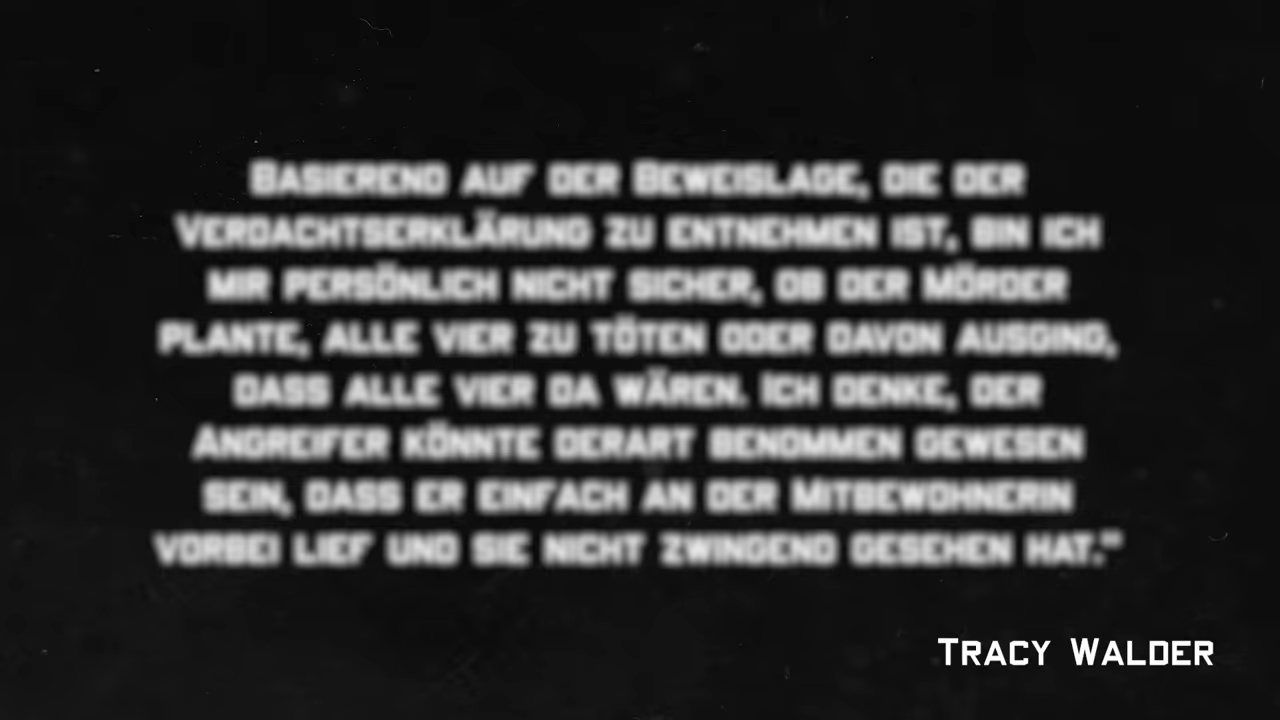 Basierend auf der Beweislage, die der
Verdachtserklärung zu entnehmen ist, bin ich
mir persönlich nicht sicher, ob der Mörder
plante, alle vier zu töten oder davon ausging,
dass alle vier da wären. Ich denke, der
Angreifer könnte derart benommen gewesen
sein, dass er einfach an der Mitbewohnerin
vorbei lief und sie nicht zwingend gesehen hat."
Tracy Walder